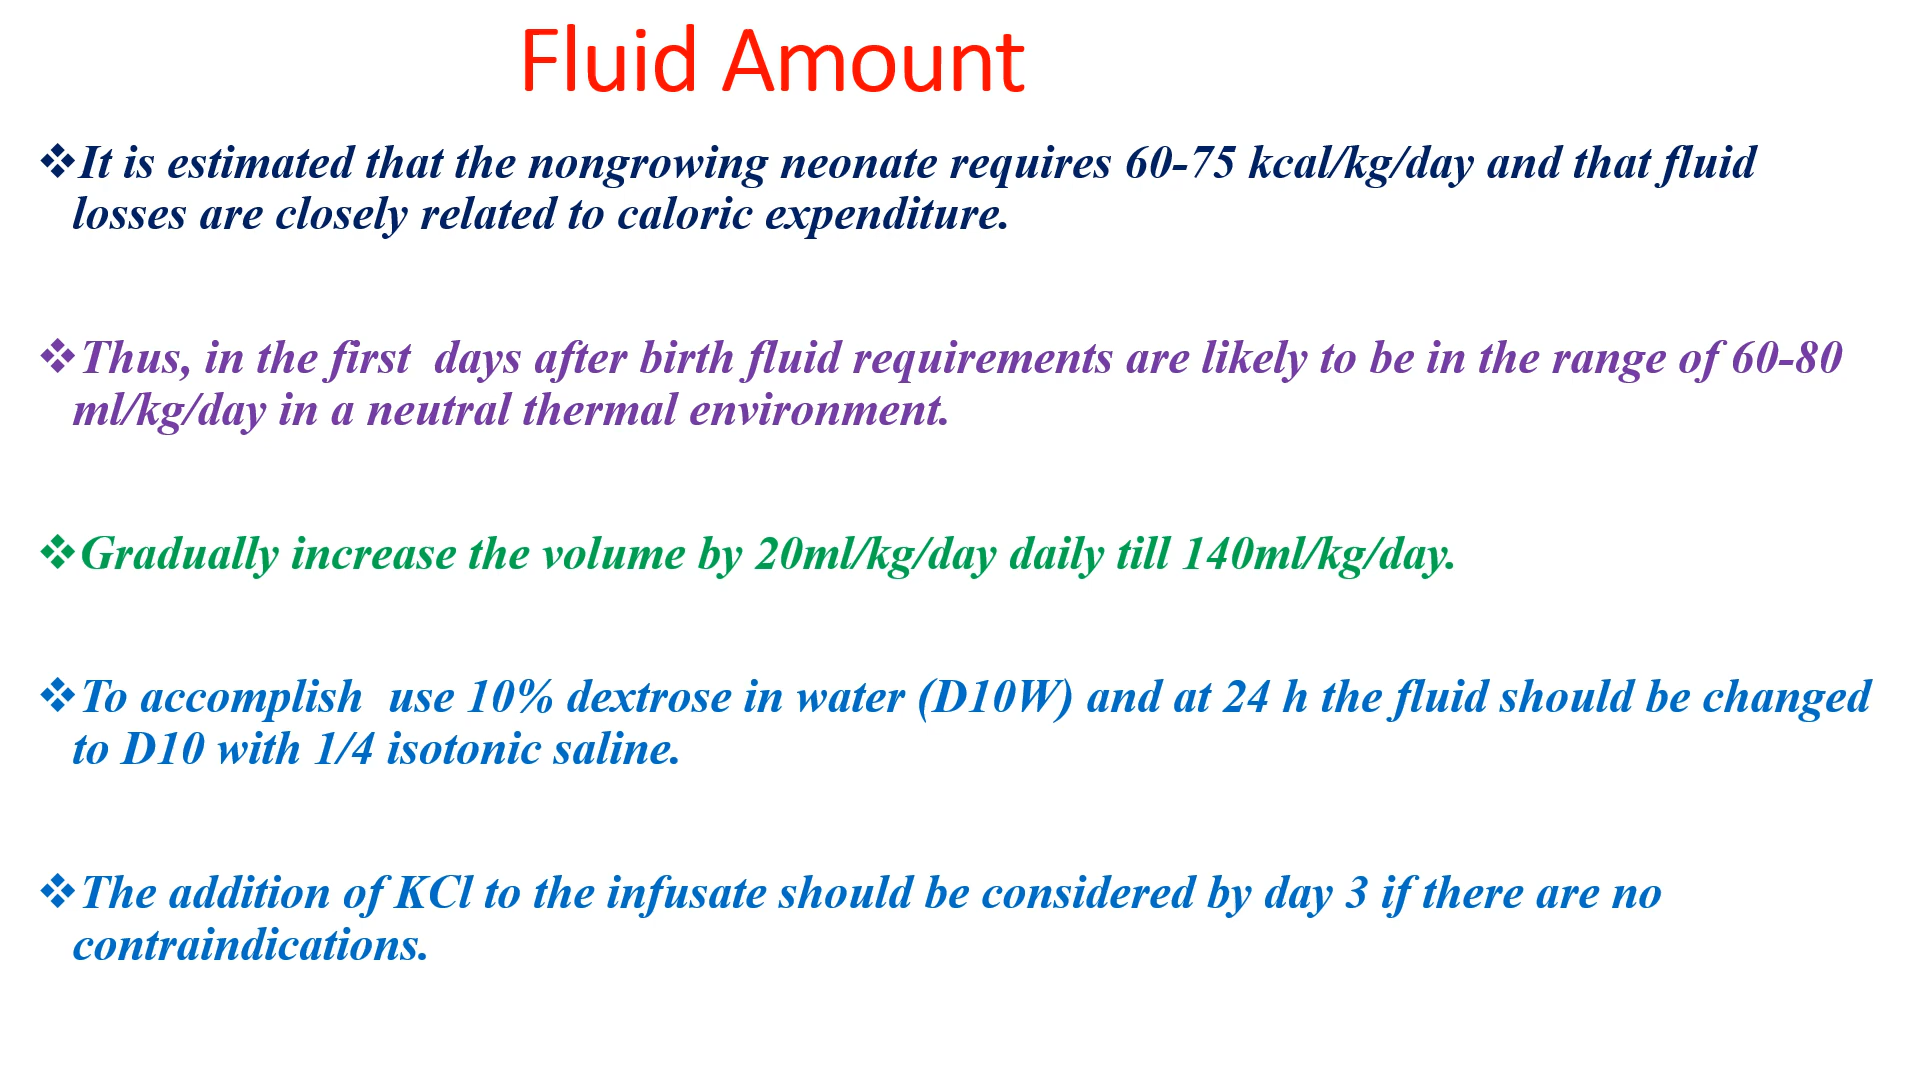 Fluid Amount
❖It is estimated that the nongrowing neonate requires 60-75 kcal/kg/day and that fluid
losses are closely related to caloric expenditure.
❖Thus, in the first  days after birth fluid requirements are likely to be in the range of 60-80
ml/kg/day in a neutral thermal environment.
❖Gradually increase the volume by 20ml/kg/day daily till 140ml/kg/day.
❖To accomplish  use 10% dextrose in water (D10W) and at 24 h the fluid should be changed
to D10 with 1/4 isotonic saline.
❖The addition of KCl to the infusate should be considered by day 3 if there are no
contraindications.